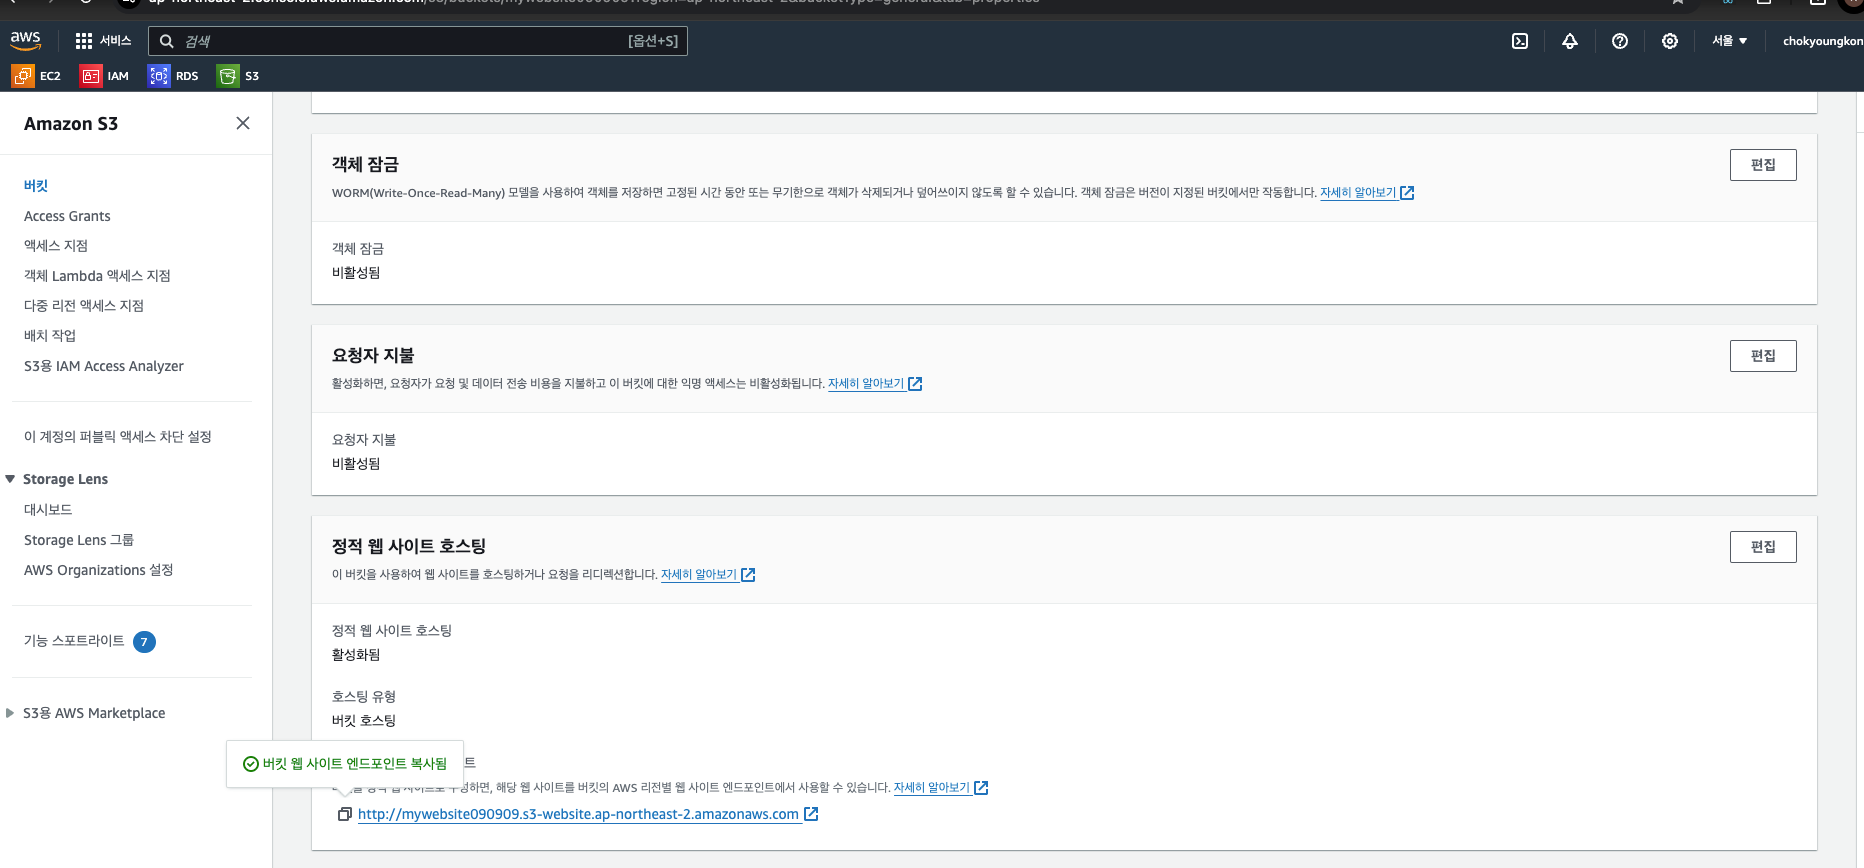 aws
서비스
검색
[옵션+S]
서울
chokyoungkon
EC2
IAM
RDS
S3
Amazon S3
버킷
Access Grants
액세스 지점
객체 Lambda 액세스 지점
다중 리전 액세스 지점
배치 작업
S3용 IAM Access Analyzer
이 계정의 퍼블릭 액세스 차단 설정
Storage Lens
대시보드
Storage Lens 그룹
AWS Organizations 설정
기능 스포트라이트 7
S3용 AWS Marketplace
객체 잠금
편집
WORM(Write-Once-Read-Many) 모델을 사용하여 객체를 저장하면 고정된 시간 동안 또는 무기한으로 객체가 삭제되거나 덮어쓰이지 않도록 할 수 있습니다. 객체 잠금은 버전이 지정된 버킷에서만 작동합니다. 자세히 알아보기
객체 잠금
비활성됨
요청자 지불
편집
활성화하면, 요청자가 요청 및 데이터 전송 비용을 지불하고 이 버킷에 대한 익명 액세스는 비활성화됩니다. 자세히 알아보기
요청자 지불
비활성됨
정적 웹 사이트 호스팅
편집
이 버킷을 사용하여 웹 사이트를 호스팅하거나 요청을 리디렉션합니다. 자세히 알아보기
정적 웹 사이트 호스팅
활성화됨
호스팅 유형
버킷 호스팅
버킷 웹 사이트 엔드포인트 복사됨
트
해당 웹 사이트를 버킷의 AWS 리전별 웹 사이트 엔드포인트에서 사용할 수 있습니다. 자세히 알아보기
http://mywebsite090909.s3-website.ap-northeast-2.amazonaws.com